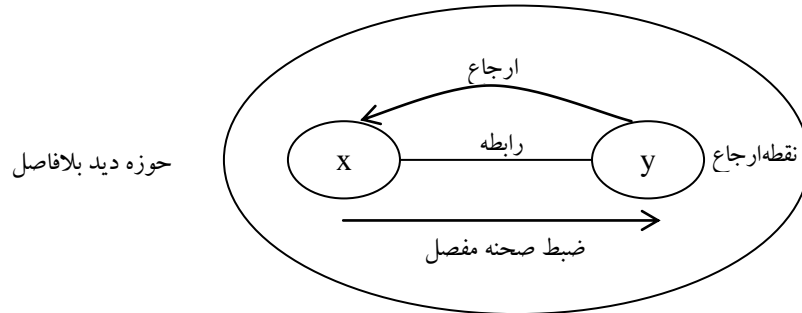 ارجاع
x
رابطه
y
نقطه‌ارجاع
حوزه دید بلافاصل
ضبط صحنه مفصل